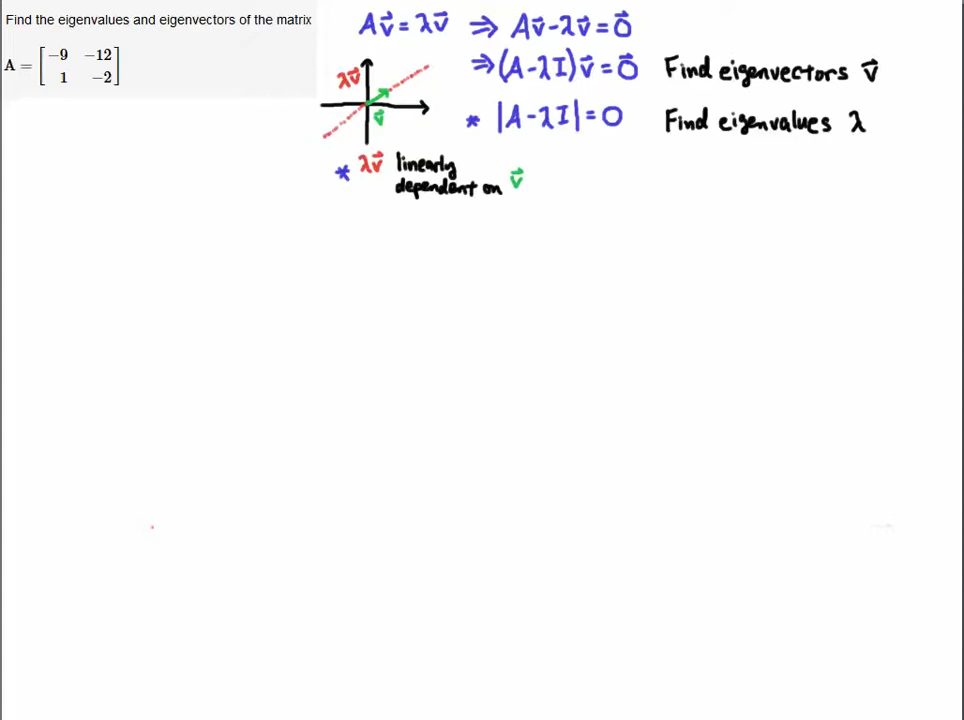 Find the eigenvalues and eigenvectors of the matrix
A = [−9 −12
1 −2]
Av⃗ = λv⃗ ⇒ Av⃗ - λv⃗ = 0⃗
⇒ (A - λI)v⃗ = 0⃗ Find eigenvectors v⃗
* |A - λI| = 0 Find eigenvalues λ
λv⃗
v⃗
* λv⃗ linearly
dependent on v⃗